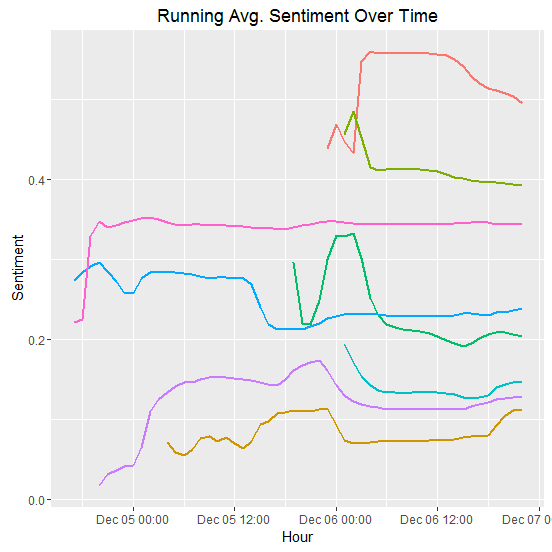 Running Avg. Sentiment Over Time
Sentiment
0.4
0.2
0.0
Dec 05 00:00 Dec 05 12:00 Dec 06 00:00 Dec 06 12:00 Dec 07 0
Hour